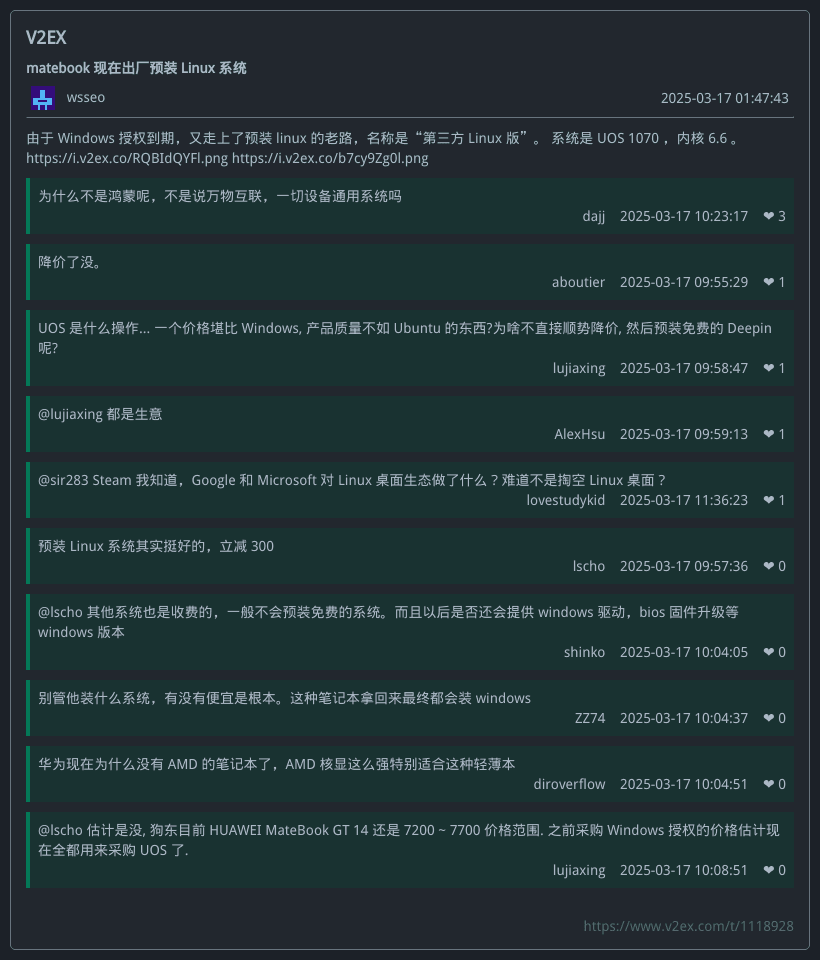 V2EX
matebook 现在出厂预装 Linux 系统
wsseo 2025-03-17 01:47:43
由于 Windows 授权到期，又走上了预装 linux 的老路，名称是“第三方 Linux 版”。 系统是 UOS 1070 ，内核 6.6 。
https://i.v2ex.co/RQBIdQYFl.png https://i.v2ex.co/b7cy9Zg0l.png
为什么不是鸿蒙呢，不是说万物互联，一切设备通用系统吗
dajj 2025-03-17 10:23:17 ❤ 3
降价了没。
aboutier 2025-03-17 09:55:29 ❤ 1
UOS 是什么操作... 一个价格堪比 Windows, 产品质量不如 Ubuntu 的东西?为啥不直接顺势降价, 然后预装免费的 Deepin
呢?
lujiaxing 2025-03-17 09:58:47 ❤ 1
@lujiaxing 都是生意
AlexHsu 2025-03-17 09:59:13 ❤ 1
@sir283 Steam 我知道，Google 和 Microsoft 对 Linux 桌面生态做了什么？难道不是掏空 Linux 桌面？
lovestudykid 2025-03-17 11:36:23 ❤ 1
预装 Linux 系统其实挺好的，立减 300
lscho 2025-03-17 09:57:36 ❤ 0
@lscho 其他系统也是收费的，一般不会预装免费的系统。而且以后是否还会提供 windows 驱动，bios 固件升级等
windows 版本
shinko 2025-03-17 10:04:05 ❤ 0
别管他装什么系统，有没有便宜是根本。这种笔记本拿回来最终都会装 windows
ZZ74 2025-03-17 10:04:37 ❤ 0
华为现在为什么没有 AMD 的笔记本了，AMD 核显这么强特别适合这种轻薄本
diroverflow 2025-03-17 10:04:51 ❤ 0
@lscho 估计是没, 狗东目前 HUAWEI MateBook GT 14 还是 7200 ~ 7700 价格范围. 之前采购 Windows 授权的价格估计现
在全都用来采购 UOS 了.
lujiaxing 2025-03-17 10:08:51 ❤ 0
https://www.v2ex.com/t/1118928